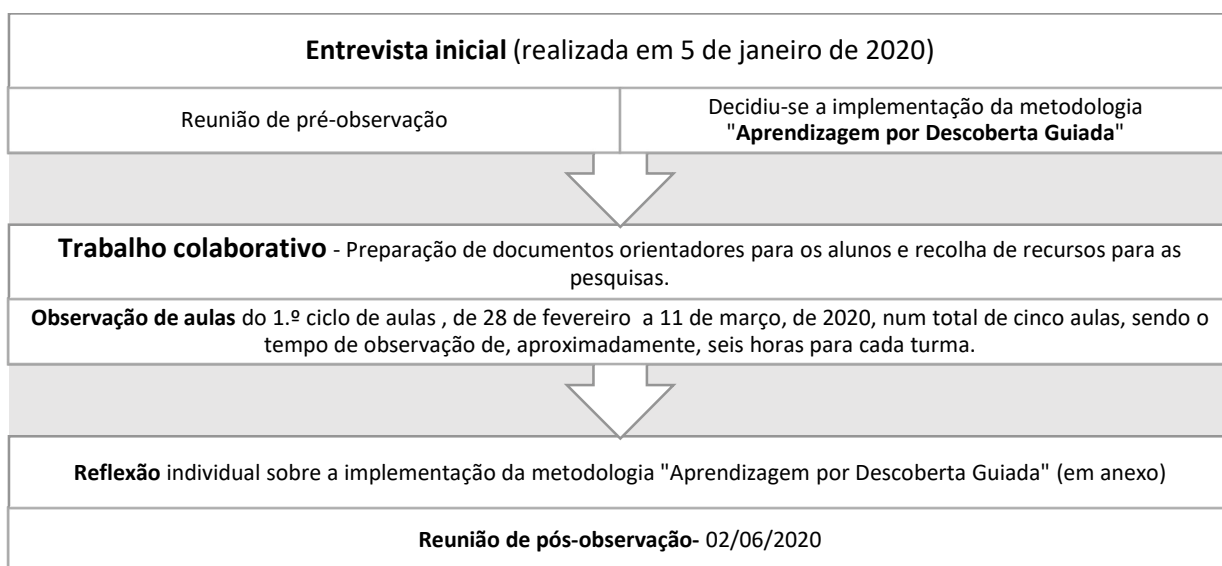 Entrevista inicial (realizada em 5 de janeiro de 2020)
Reunião de pré-observação
Decidiu-se a implementação da metodologia
"Aprendizagem por Descoberta Guiada"
Trabalho colaborativo - Preparação de documentos orientadores para os alunos e recolha de recursos para as
pesquisas.
Observação de aulas do 1.º ciclo de aulas , de 28 de fevereiro a 11 de março, de 2020, num total de cinco aulas, sendo o
tempo de observação de, aproximadamente, seis horas para cada turma.
Reflexão individual sobre a implementação da metodologia "Aprendizagem por Descoberta Guiada" (em anexo)
Reunião de pós-observação- 02/06/2020